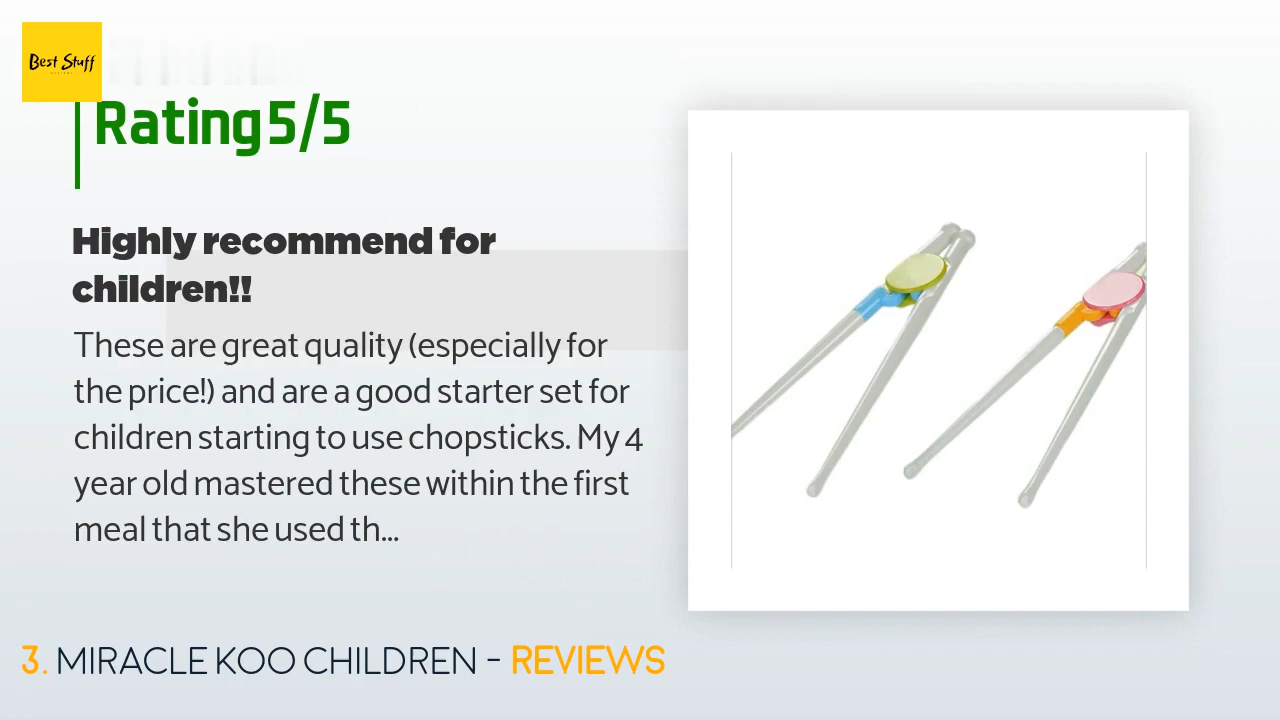 Best Stuff
Rating 5/5
Highly recommend for
children!!
These are great quality (especially for
the price!) and are a good starter set for
children starting to use chopsticks. My 4
year old mastered these within the first
meal that she used th...
3. MIRACLE KOO CHILDREN - REVIEWS